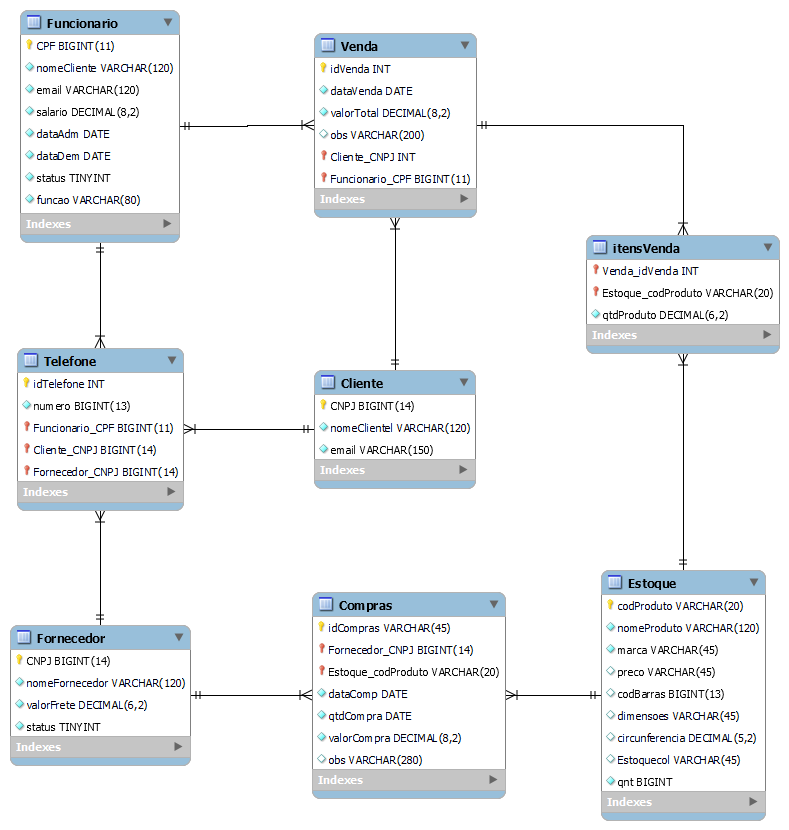 Funcionario
CPF BIGINT(11)
nomeCliente VARCHAR(120)
email VARCHAR(120)
salario DECIMAL(8,2)
dataAdm DATE
dataDem DATE
status TINYINT
funcao VARCHAR(80)
Indexes
Venda
idVenda INT
dataVenda DATE
valorTotal DECIMAL(8,2)
obs VARCHAR(200)
Cliente_CNPJ INT
Funcionario_CPF BIGINT(11)
Indexes
itensVenda
Venda_idVenda INT
Estoque_codProduto VARCHAR(20)
qtdProduto DECIMAL(6,2)
Indexes
Telefone
idTelefone INT
numero BIGINT(13)
Funcionario_CPF BIGINT(11)
Cliente_CNPJ BIGINT(14)
Fornecedor_CNPJ BIGINT(14)
Indexes
Cliente
CNPJ BIGINT(14)
nomeClientel VARCHAR(120)
email VARCHAR(150)
Indexes
Fornecedor
CNPJ BIGINT(14)
nomeFornecedor VARCHAR(120)
valorFrete DECIMAL(6,2)
status TINYINT
Indexes
Compras
idCompras VARCHAR(45)
Fornecedor_CNPJ BIGINT(14)
Estoque_codProduto VARCHAR(20)
dataComp DATE
qtdCompra DATE
valorCompra DECIMAL(8,2)
obs VARCHAR(280)
Indexes
Estoque
codProduto VARCHAR(20)
nomeProduto VARCHAR(120)
marca VARCHAR(45)
preco VARCHAR(45)
codBarras BIGINT(13)
dimensoes VARCHAR(45)
circunferencia DECIMAL(5,2)
Estoquecol VARCHAR(45)
qnt BIGINT
Indexes